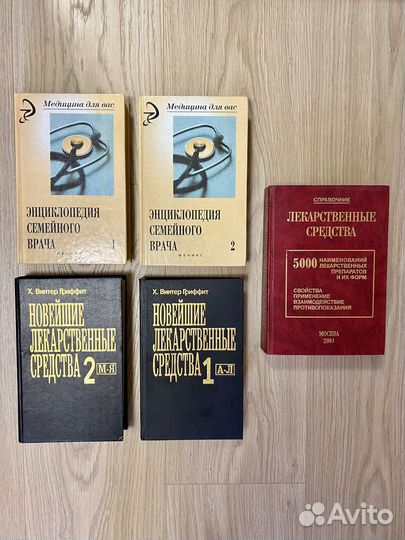 Медицина для вас
ЭНЦИКЛОПЕДИЯ
СЕМЕЙНОГО
ВРАЧА 1
ФЕНИКС
Медицина для вас
ЭНЦИКЛОПЕДИЯ
СЕМЕЙНОГО
ВРАЧА 2
ФЕНИКС
СПРАВОЧНИК
ЛЕКАРСТВЕННЫЕ
СРЕДСТВА
5000 НАИМЕНОВАНИЙ
ЛЕКАРСТВЕННЫХ
ПРЕПАРАТОВ
И ИХ ФОРМ
СВОЙСТВА
ПРИМЕНЕНИЕ
ВЗАИМОДЕЙСТВИЕ
ПРОТИВОПОКАЗАНИЯ
МОСКВА
2001
Х. Винтер Гриффит
НОВЕЙШИЕ
ЛЕКАРСТВЕННЫЕ
СРЕДСТВА
2 М-Я
Х. Винтер Гриффит
НОВЕЙШИЕ
ЛЕКАРСТВЕННЫЕ
СРЕДСТВА
1 А-Л
Avito